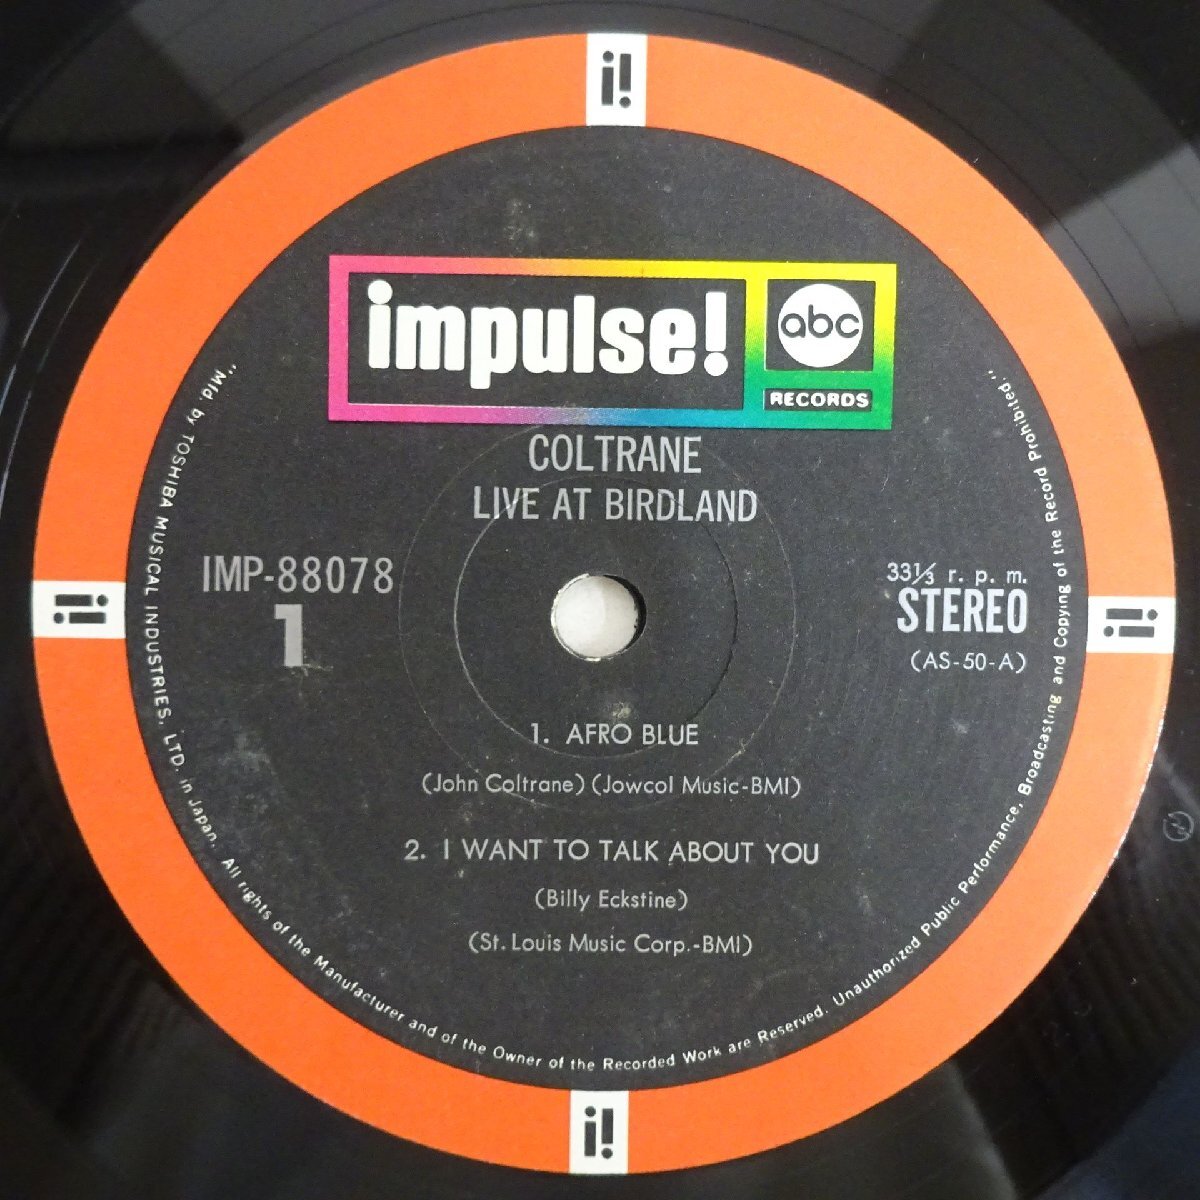 i!
impulse!
abc
RECORDS
COLTRANE
LIVE AT BIRDLAND
IMP-88078
1
33⅓ r. p. m.
STEREO
(AS-50-A)
i!
i!
1. AFRO BLUE
(John Coltrane) (Jowcol Music-BMI)
2. I WANT TO TALK ABOUT YOU
(Billy Eckstine)
(St. Louis Music Corp.-BMI)
"Mfd. by TOSHIBA MUSICAL INDUSTRIES, LTD. in Japan. All rights of the Manufacturer and of the Owner of the Recorded Work are Reserved. Unauthorized Public Performance, Broadcasting and Copying of the Record Prohibited."
i!